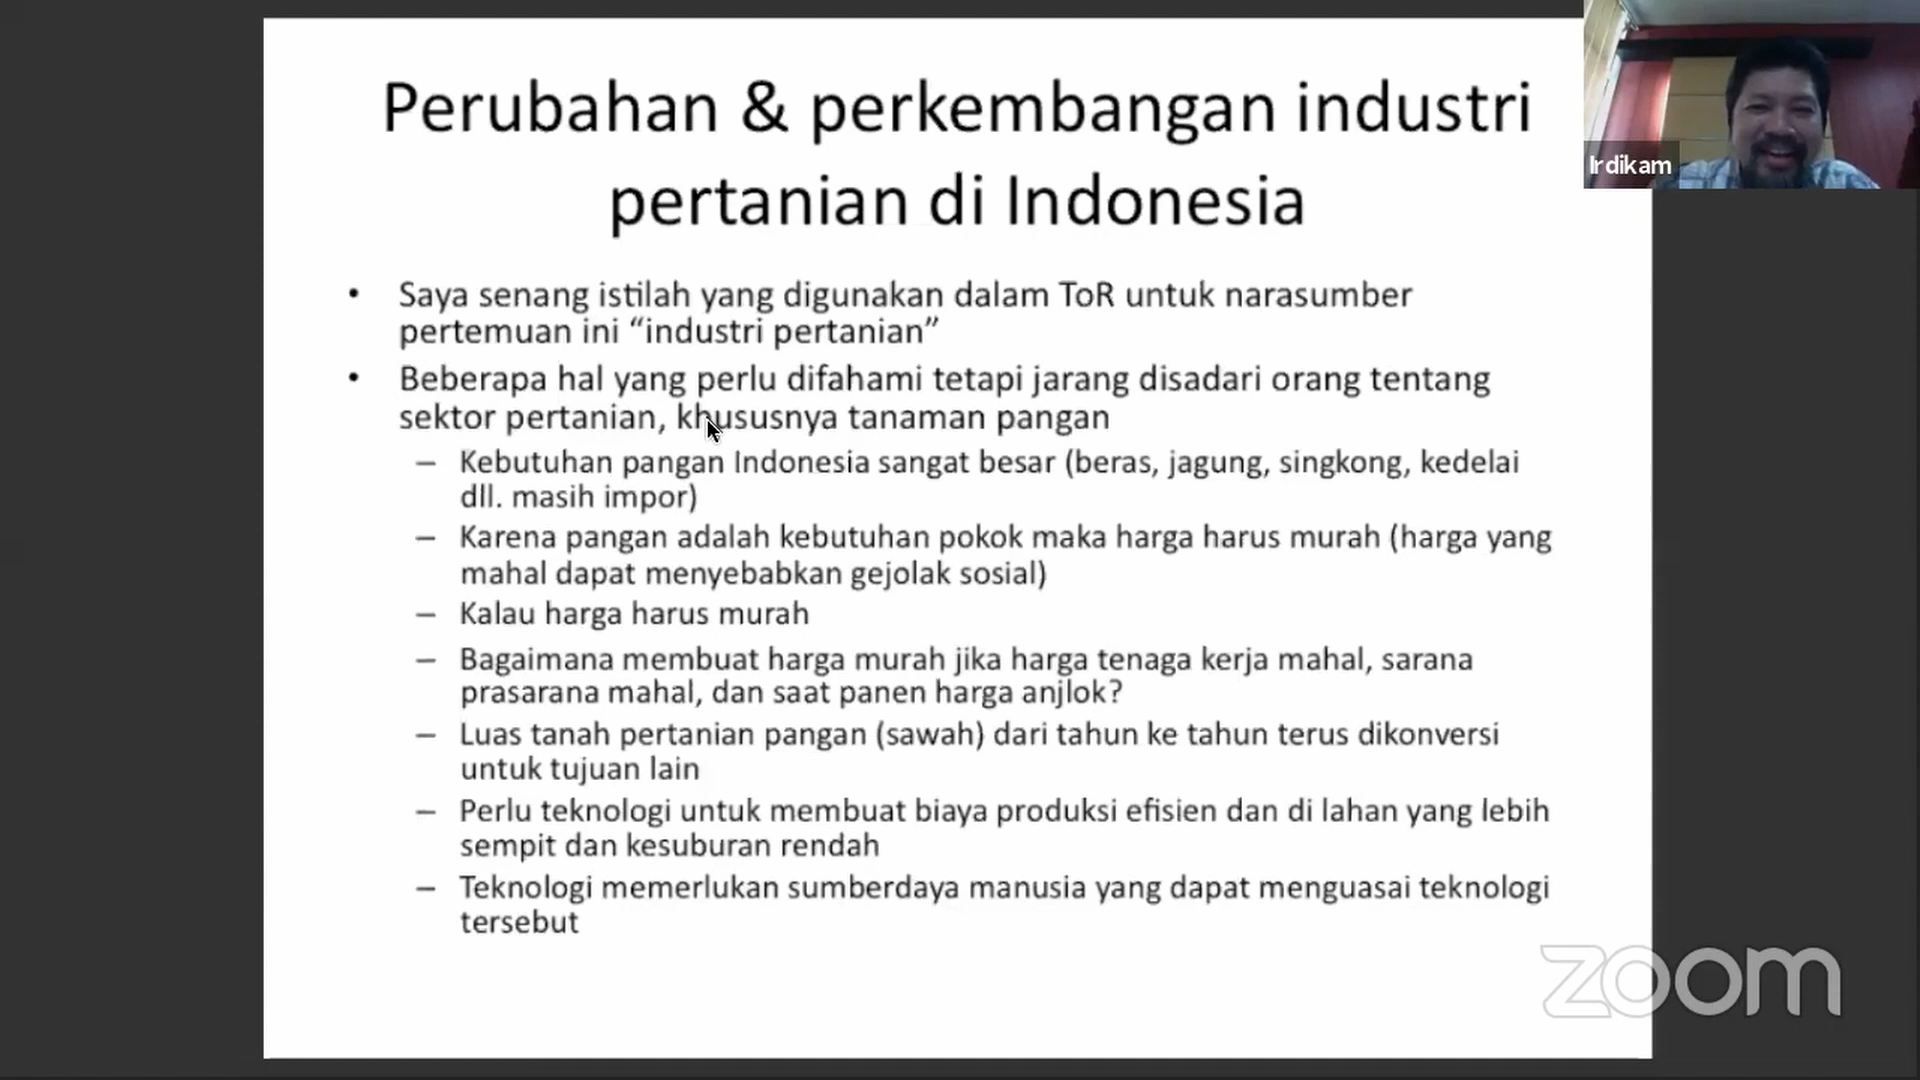 Perubahan & perkembangan industri
pertanian di Indonesia
• Saya senang istilah yang digunakan dalam ToR untuk narasumber
pertemuan ini “industri pertanian”
• Beberapa hal yang perlu difahami tetapi jarang disadari orang tentang
sektor pertanian, khususnya tanaman pangan
– Kebutuhan pangan Indonesia sangat besar (beras, jagung, singkong, kedelai
dll. masih impor)
– Karena pangan adalah kebutuhan pokok maka harga harus murah (harga yang
mahal dapat menyebabkan gejolak sosial)
– Kalau harga harus murah
– Bagaimana membuat harga murah jika harga tenaga kerja mahal, sarana
prasarana mahal, dan saat panen harga anjlok?
– Luas tanah pertanian pangan (sawah) dari tahun ke tahun terus dikonversi
untuk tujuan lain
– Perlu teknologi untuk membuat biaya produksi efisien dan di lahan yang lebih
sempit dan kesuburan rendah
– Teknologi memerlukan sumberdaya manusia yang dapat menguasai teknologi
tersebut
Irdikam
zoom